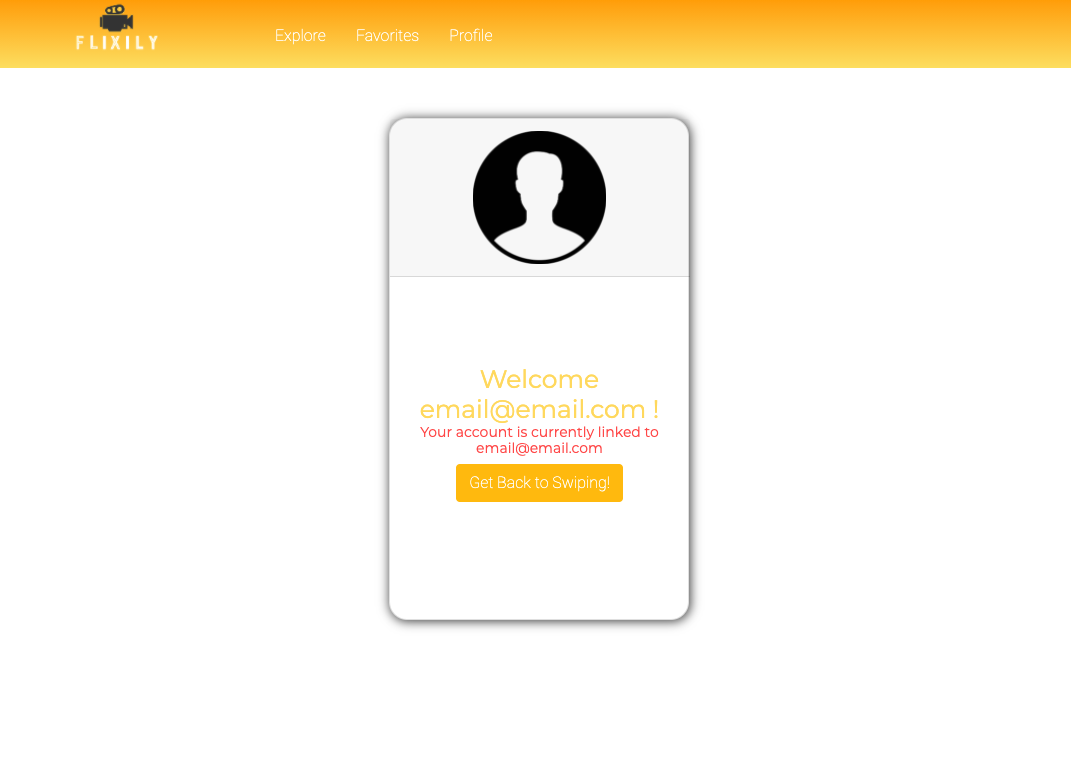 FLIXILY
Explore Favorites Profile
Welcome
email@email.com !
Your account is currently linked to
email@email.com
Get Back to Swiping!